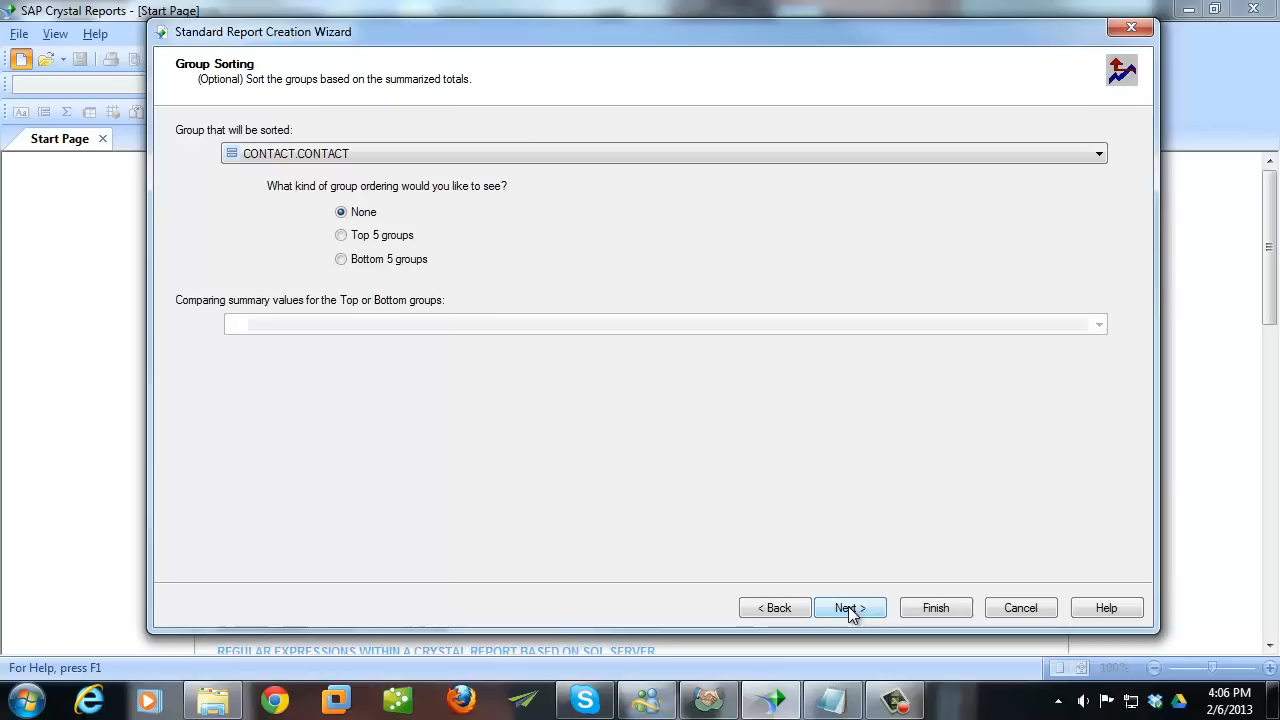 SAP Crystal Reports - [Start Page]
Standard Report Creation Wizard
File View Help
Group Sorting
(Optional) Sort the groups based on the summarized totals.
Start Page
Group that will be sorted:
CONTACT.CONTACT
What kind of group ordering would you like to see?
None
Top 5 groups
Bottom 5 groups
Comparing summary values for the Top or Bottom groups:
< Back Next > Finish Cancel Help
REGULAR EXPRESSIONS WITHIN A CRYSTAL REPORT BASED ON SQL SERVER
For Help, press F1
100%
4:06 PM
2/6/2013